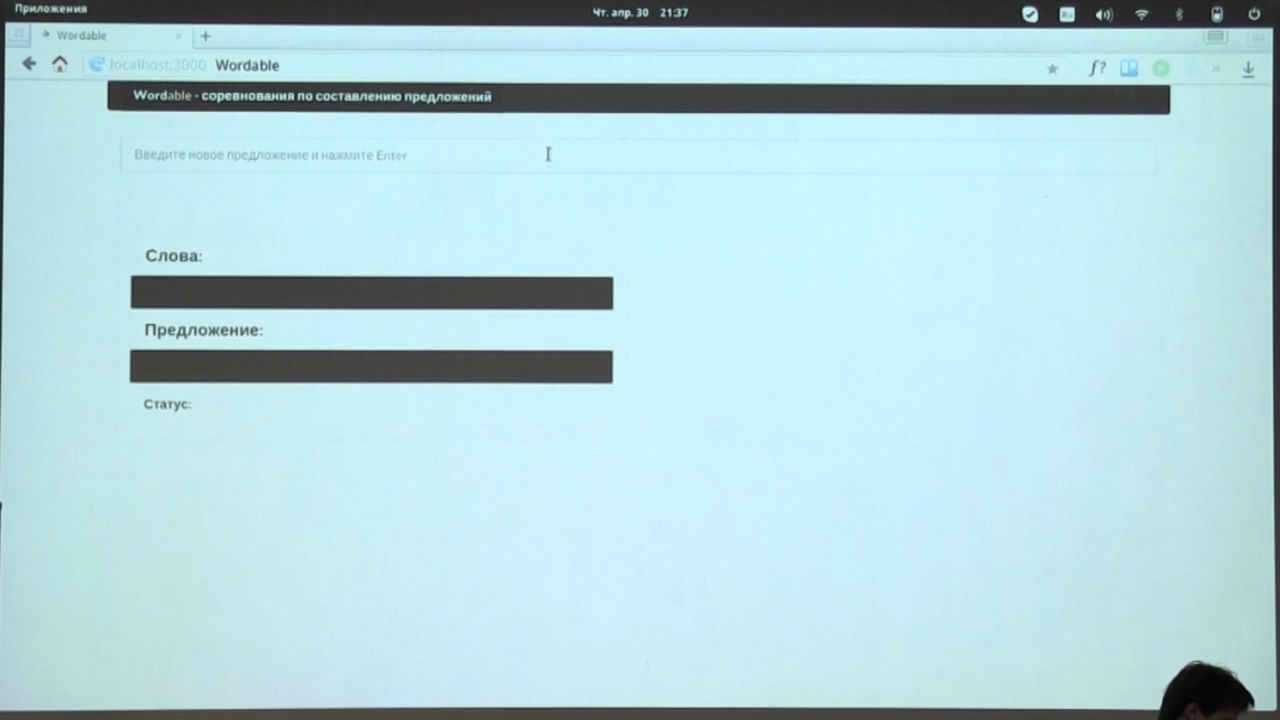 Приложения
Чт. апр. 30 21:37
Ru
Wordable
localhost:3000 Wordable
f?
Wordable - соревнования по составлению предложений
Введите новое предложение и нажмите Enter
Слова:
Предложение:
Статус: